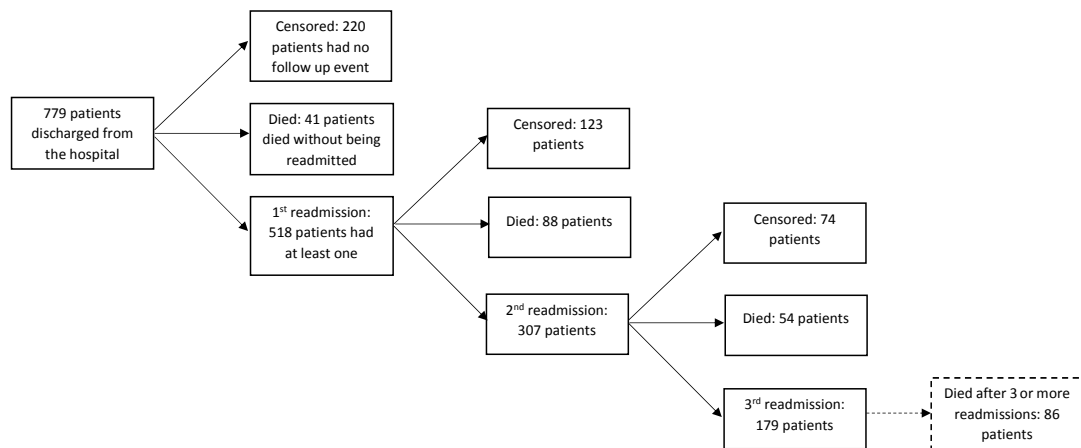 Censored: 220
patients had no
follow up event
779 patients
discharged from
the hospital
Died: 41 patients
died without being
readmitted
1st readmission:
518 patients had
at least one
Censored: 123
patients
Died: 88 patients
2nd readmission:
307 patients
Censored: 74
patients
Died: 54 patients
3rd readmission:
179 patients
Died after 3 or more
readmissions: 86
patients